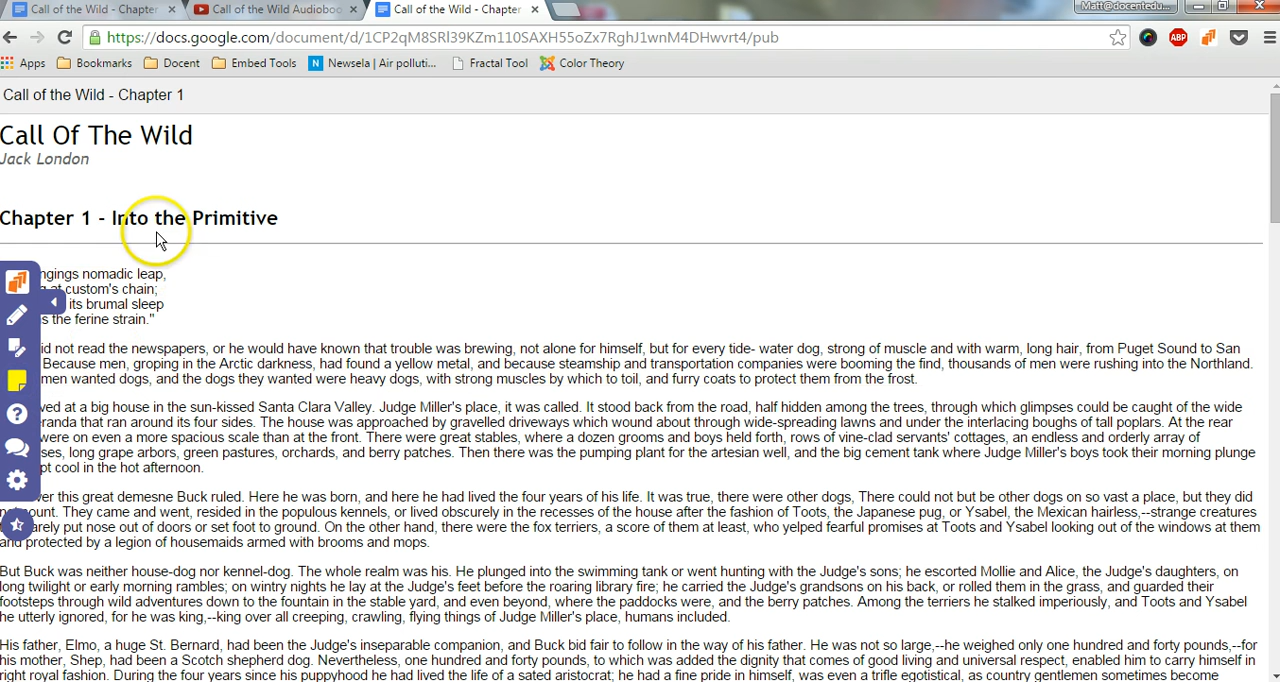 Call of the Wild - Chapter
Call of the Wild Audioboo
Call of the Wild - Chapter
Matt@docentedu...
https://docs.google.com/document/d/1CP2qM8SRl39KZm110SAXH55oZx7RghJ1wnM4DHwvrt4/pub
ABP
Apps
Bookmarks
Docent
Embed Tools
N
Newsela | Air polluti...
Fractal Tool
Color Theory
Call of the Wild - Chapter 1
Call Of The Wild
Jack London
Chapter 1 - Into the Primitive
ngings nomadic leap,
at custom's chain;
its brumal sleep
s the ferine strain."
id not read the newspapers, or he would have known that trouble was brewing, not alone for himself, but for every tide- water dog, strong of muscle and with warm, long hair, from Puget Sound to San
Because men, groping in the Arctic darkness, had found a yellow metal, and because steamship and transportation companies were booming the find, thousands of men were rushing into the Northland.
men wanted dogs, and the dogs they wanted were heavy dogs, with strong muscles by which to toil, and furry coats to protect them from the frost.
ved at a big house in the sun-kissed Santa Clara Valley. Judge Miller's place, it was called. It stood back from the road, half hidden among the trees, through which glimpses could be caught of the wide
randa that ran around its four sides. The house was approached by gravelled driveways which wound about through wide-spreading lawns and under the interlacing boughs of tall poplars. At the rear
were on even a more spacious scale than at the front. There were great stables, where a dozen grooms and boys held forth, rows of vine-clad servants' cottages, an endless and orderly array of
ses, long grape arbors, green pastures, orchards, and berry patches. Then there was the pumping plant for the artesian well, and the big cement tank where Judge Miller's boys took their morning plunge
pt cool in the hot afternoon.
er this great demesne Buck ruled. Here he was born, and here he had lived the four years of his life. It was true, there were other dogs, There could not but be other dogs on so vast a place, but they did
ount. They came and went, resided in the populous kennels, or lived obscurely in the recesses of the house after the fashion of Toots, the Japanese pug, or Ysabel, the Mexican hairless,--strange creatures
arely put nose out of doors or set foot to ground. On the other hand, there were the fox terriers, a score of them at least, who yelped fearful promises at Toots and Ysabel looking out of the windows at them
and protected by a legion of housemaids armed with brooms and mops.
But Buck was neither house-dog nor kennel-dog. The whole realm was his. He plunged into the swimming tank or went hunting with the Judge's sons; he escorted Mollie and Alice, the Judge's daughters, on
long twilight or early morning rambles; on wintry nights he lay at the Judge's feet before the roaring library fire; he carried the Judge's grandsons on his back, or rolled them in the grass, and guarded their
footsteps through wild adventures down to the fountain in the stable yard, and even beyond, where the paddocks were, and the berry patches. Among the terriers he stalked imperiously, and Toots and Ysabel
he utterly ignored, for he was king,--king over all creeping, crawling, flying things of Judge Miller's place, humans included.
His father, Elmo, a huge St. Bernard, had been the Judge's inseparable companion, and Buck bid fair to follow in the way of his father. He was not so large,--he weighed only one hundred and forty pounds,--for
his mother, Shep, had been a Scotch shepherd dog. Nevertheless, one hundred and forty pounds, to which was added the dignity that comes of good living and universal respect, enabled him to carry himself in
right royal fashion. During the four years since his puppyhood he had lived the life of a sated aristocrat; he had a fine pride in himself, was even a trifle egotistical, as country gentlemen sometimes become